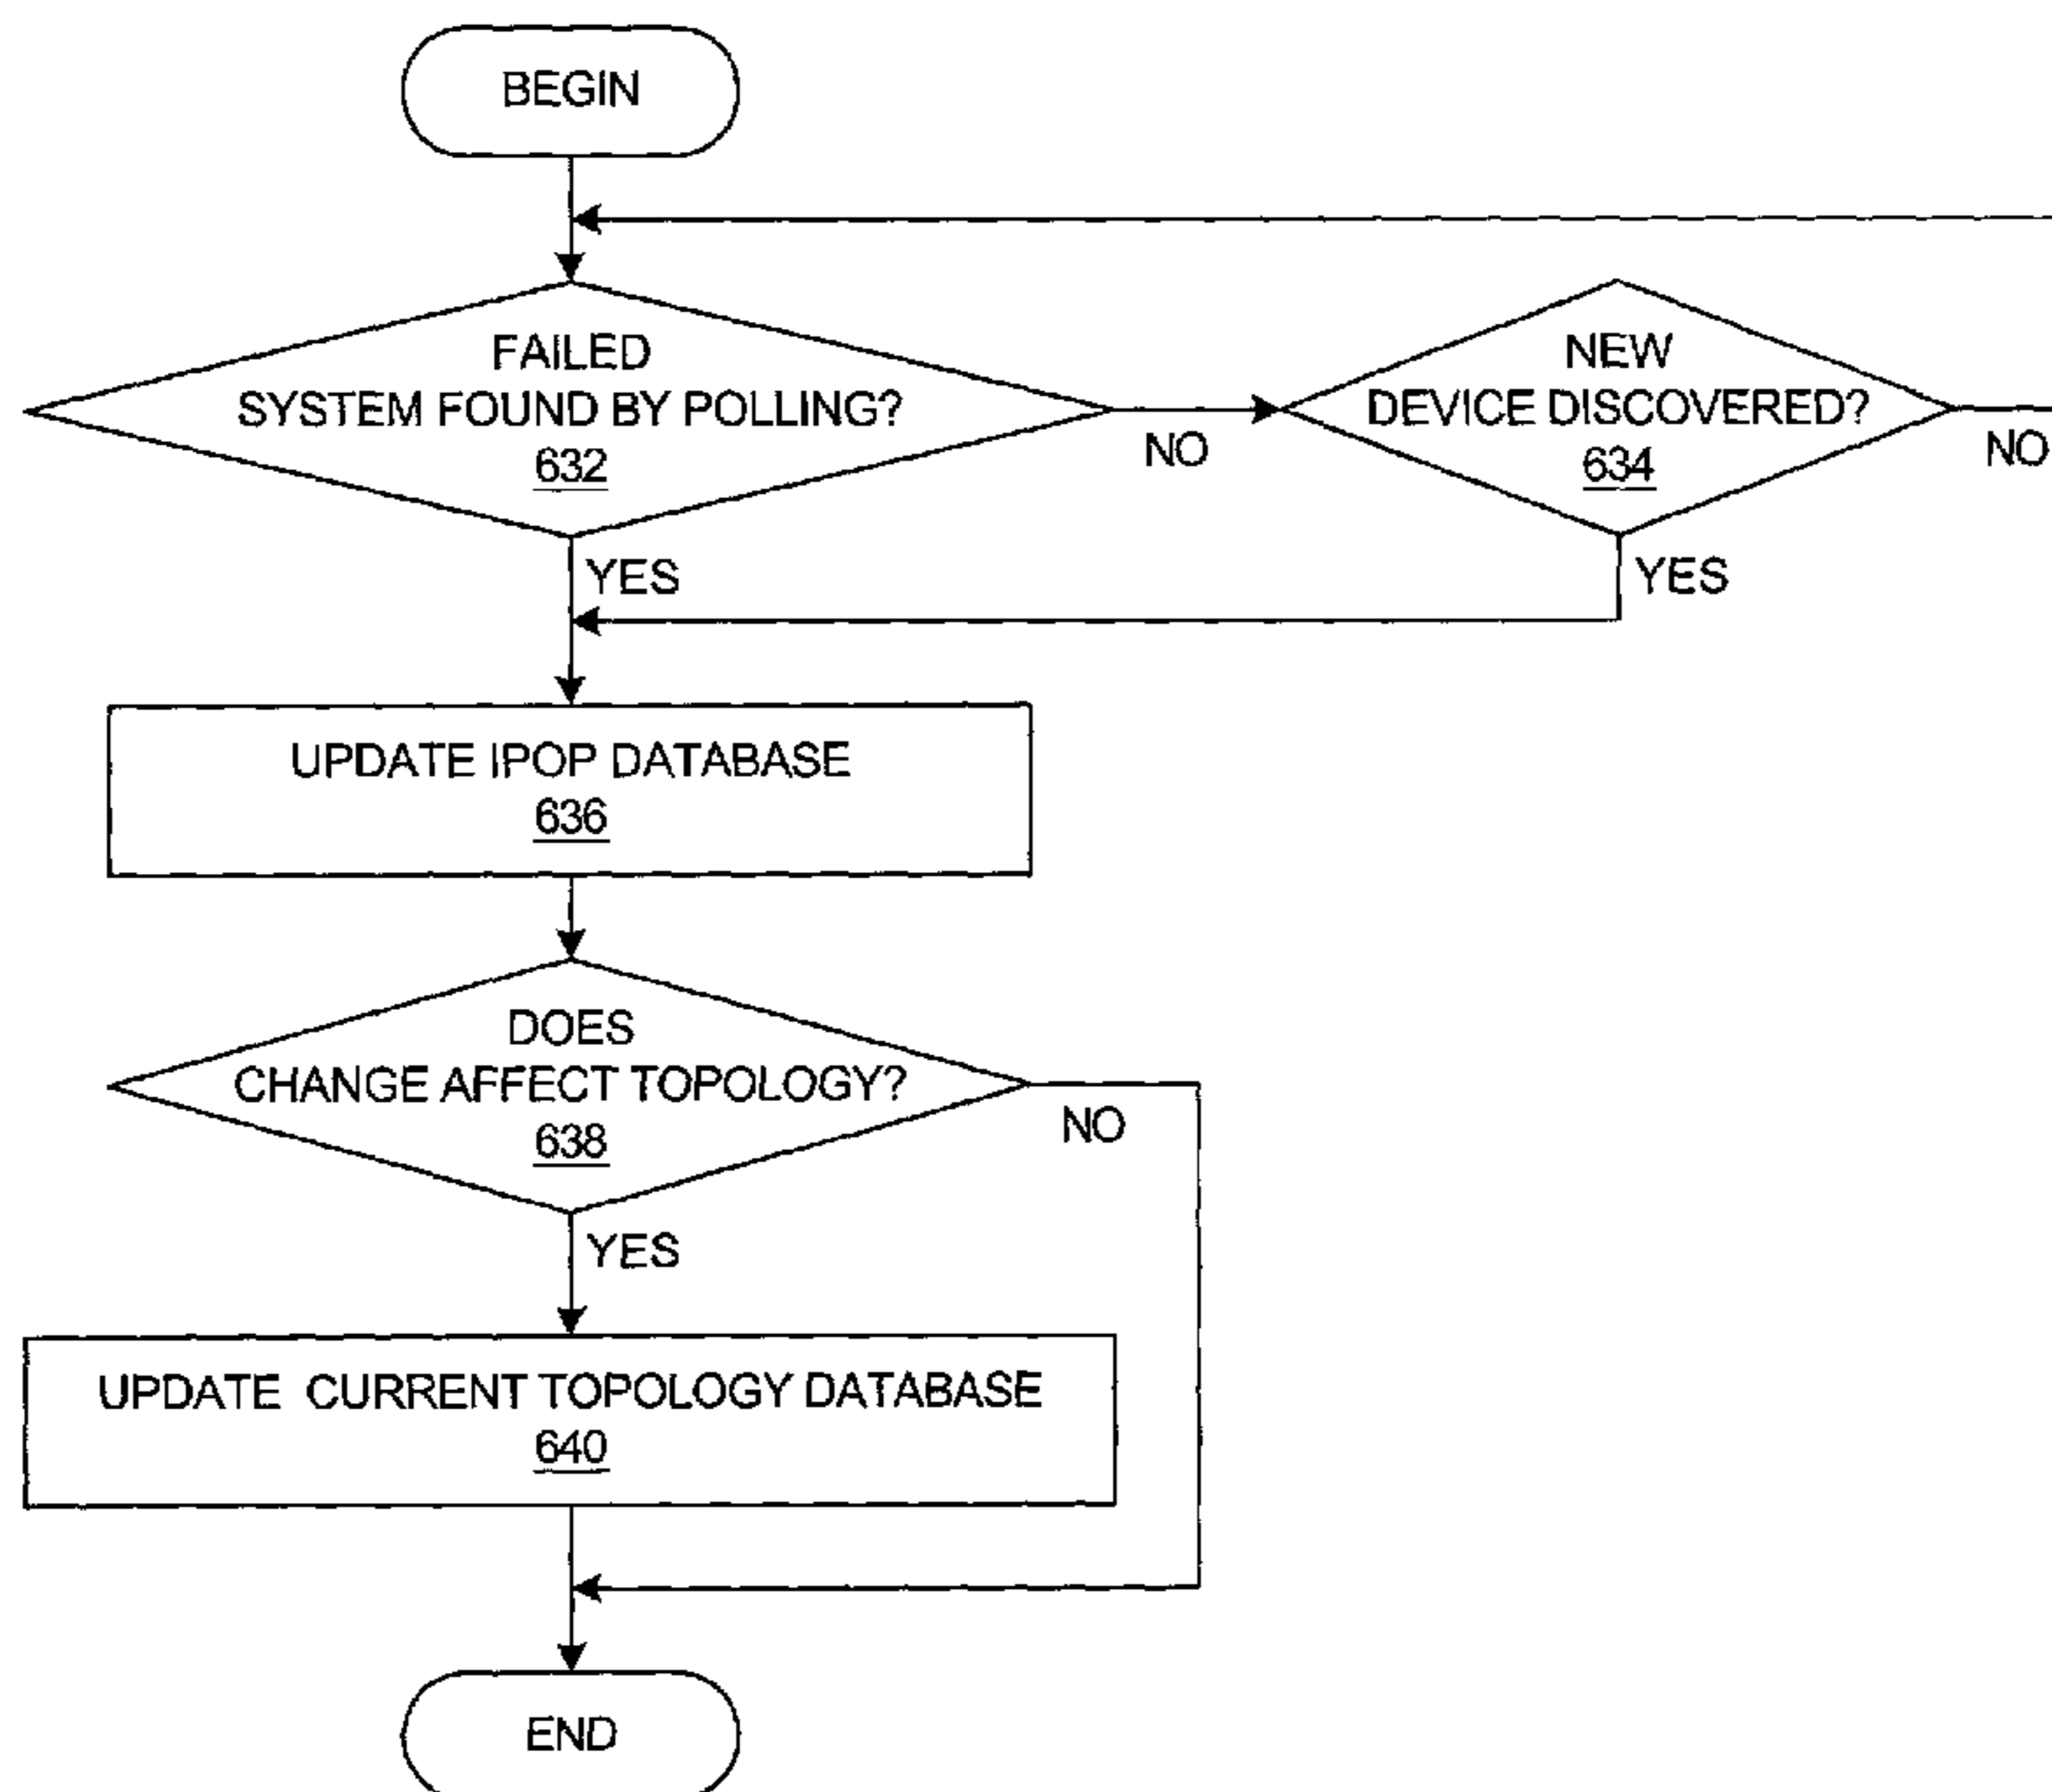 BEGIN
FAILED
SYSTEM FOUND BY POLLING?
632
NO
NEW
DEVICE DISCOVERED?
634
NO
YES
YES
UPDATE IPOP DATABASE
636
DOES
CHANGE AFFECT TOPOLOGY?
638
NO
YES
UPDATE CURRENT TOPOLOGY DATABASE
640
END